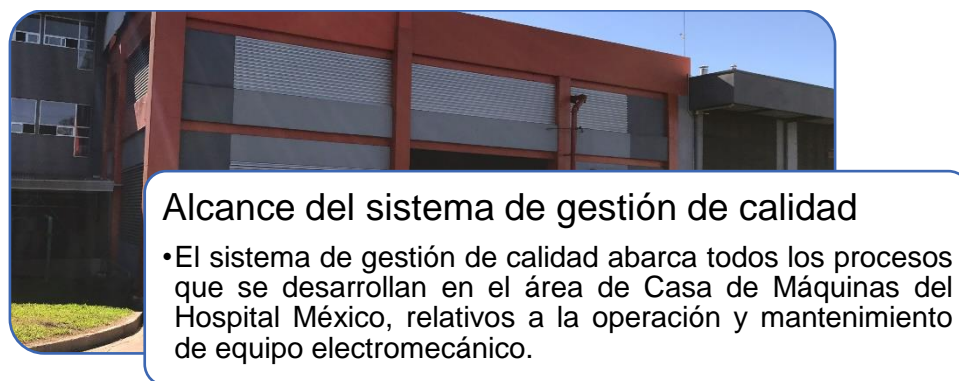 Alcance del sistema de gestión de calidad
•El sistema de gestión de calidad abarca todos los procesos
que se desarrollan en el área de Casa de Máquinas del
Hospital México, relativos a la operación y mantenimiento
de equipo electromecánico.